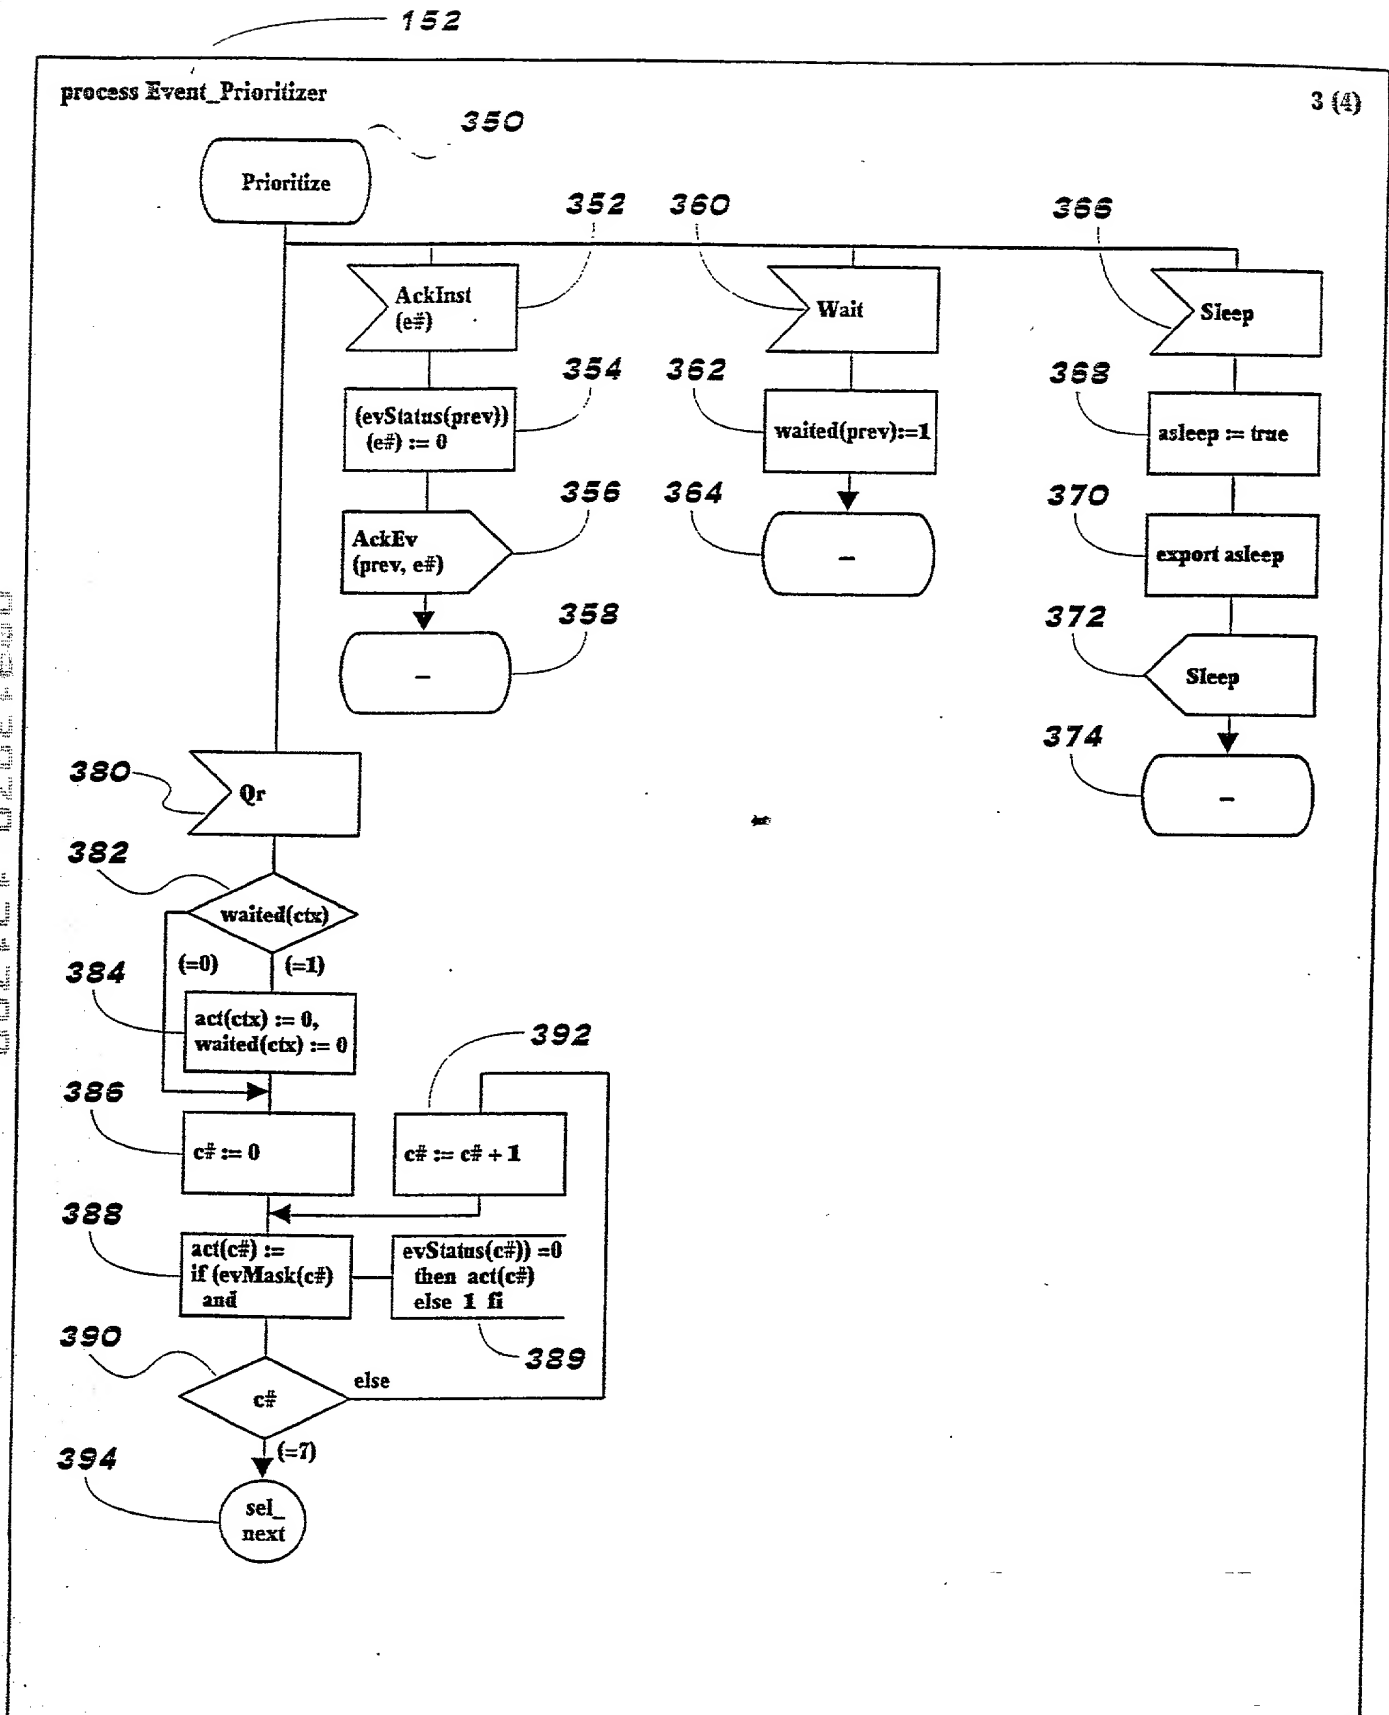 152
process Event_Prioritizer
3 (4)
350
Prioritize
352
360
366
AckInst
(e#)
Wait
Sleep
354
362
368
(evStatus(prev))
(e#) := 0
waited(prev):=1
asleep := true
356
364
370
AckEv
(prev, e#)
–
export asleep
358
372
–
Sleep
374
–
380
Qr
382
waited(ctx)
(=0)
(=1)
384
act(ctx) := 0,
waited(ctx) := 0
392
386
c# := 0
c# := c# + 1
388
act(c#) :=
if (evMask(c#)
and
evStatus(c#)) =0
then act(c#)
else 1 fi
389
390
c#
else
(=7)
394
sel_
next